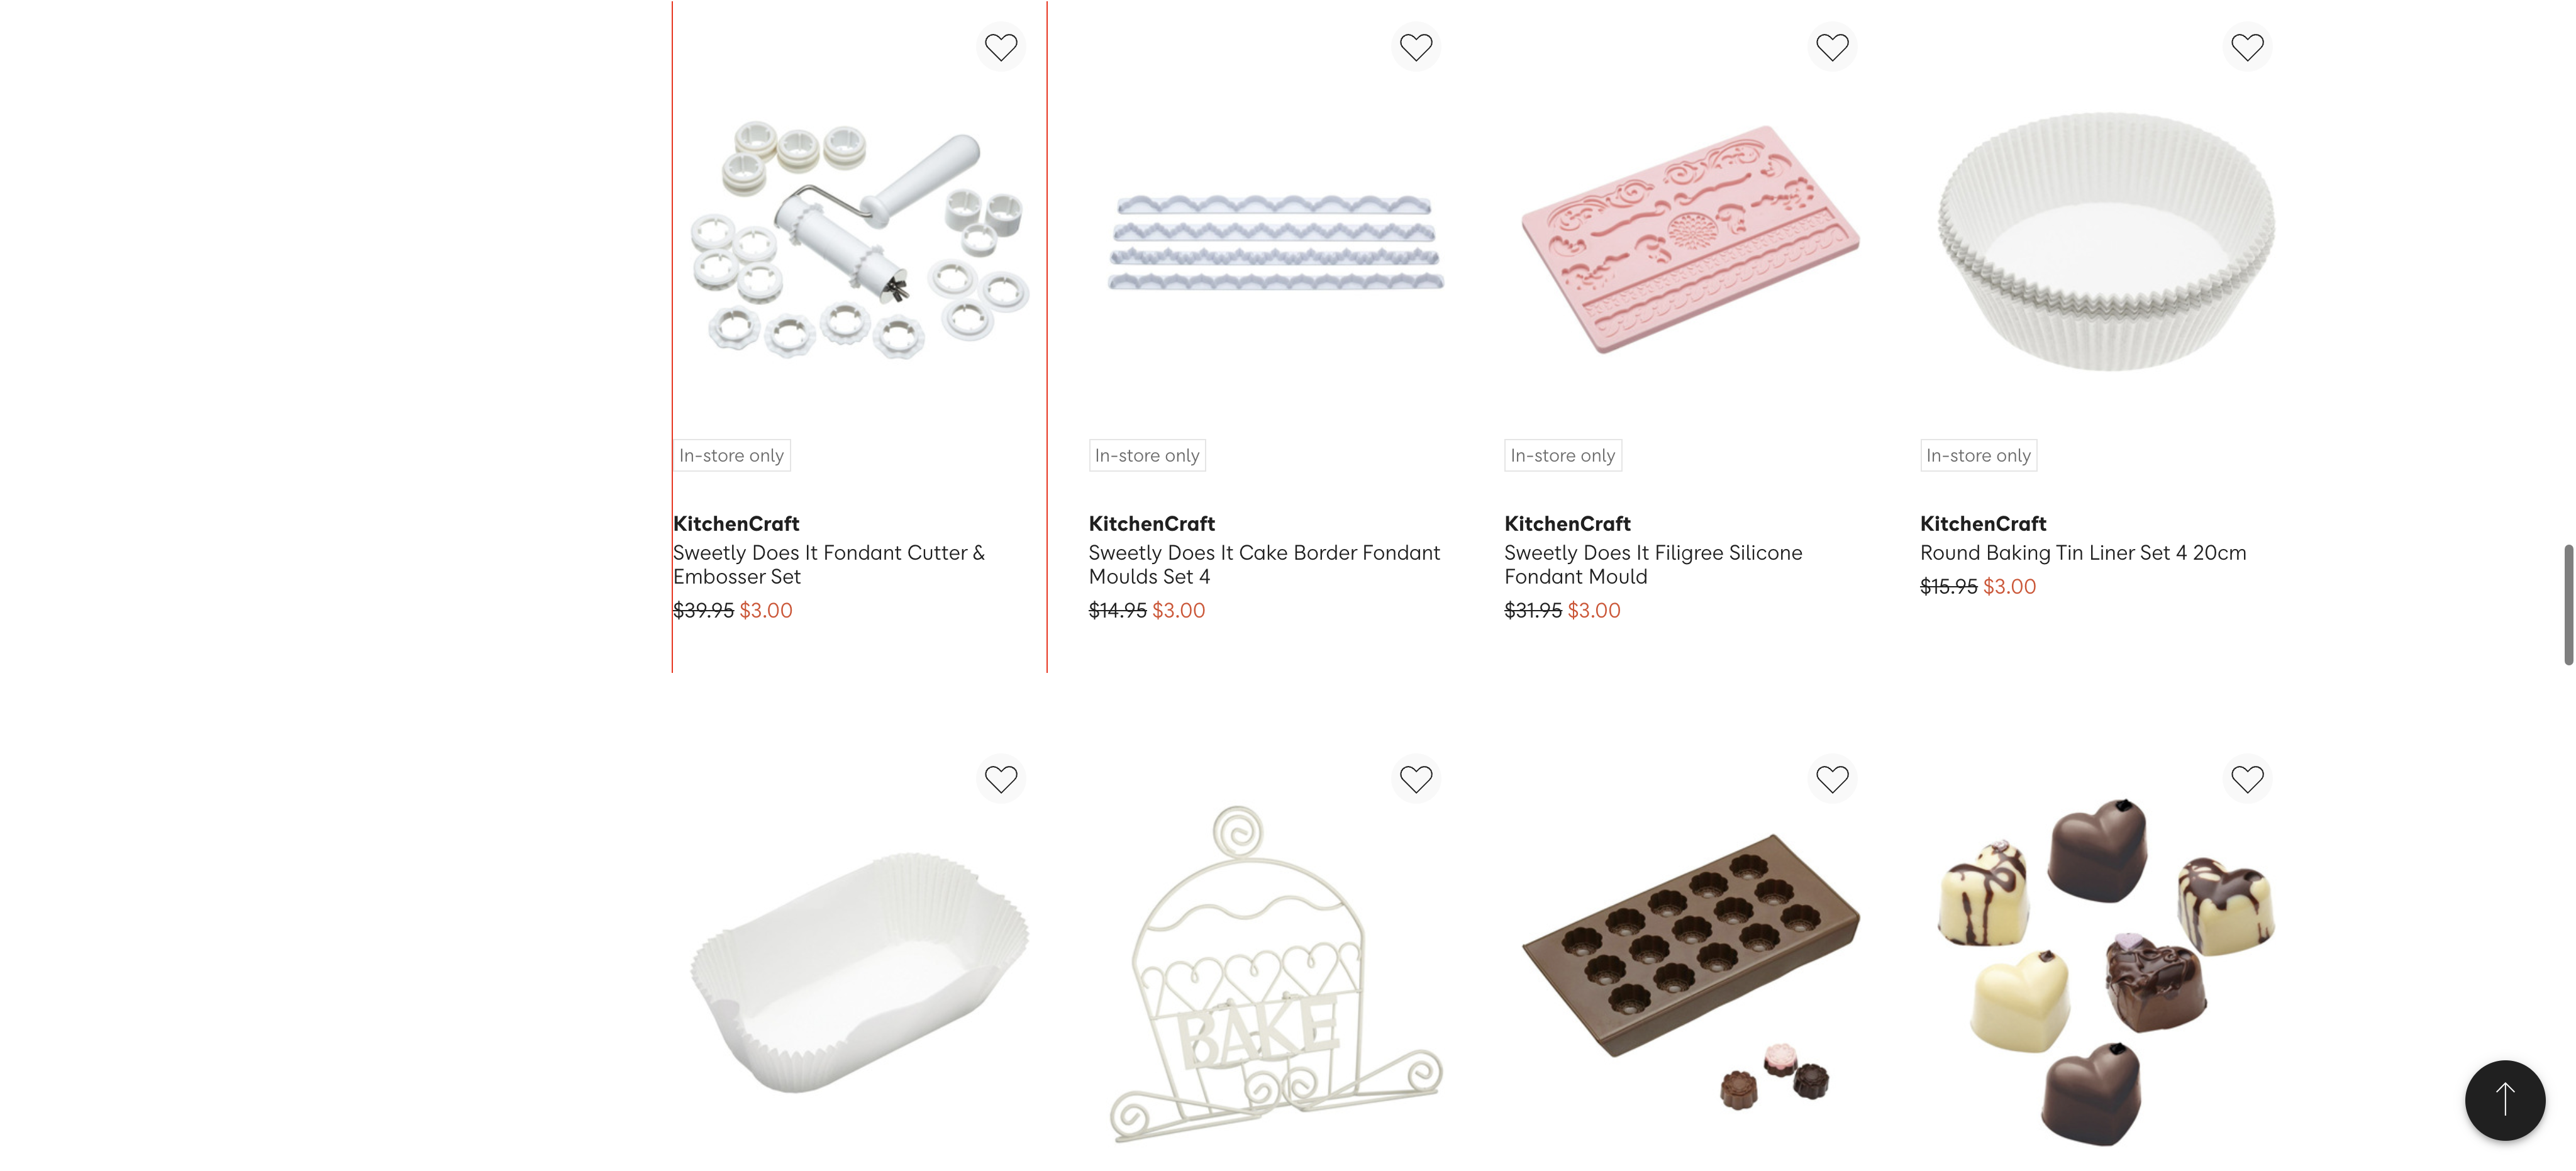 In-store only
KitchenCraft
Sweetly Does It Fondant Cutter &
Embosser Set
$39.95 $3.00
In-store only
KitchenCraft
Sweetly Does It Cake Border Fondant
Moulds Set 4
$14.95 $3.00
In-store only
KitchenCraft
Sweetly Does It Filigree Silicone
Fondant Mould
$31.95 $3.00
In-store only
KitchenCraft
Round Baking Tin Liner Set 4 20cm
$15.95 $3.00
BAKE